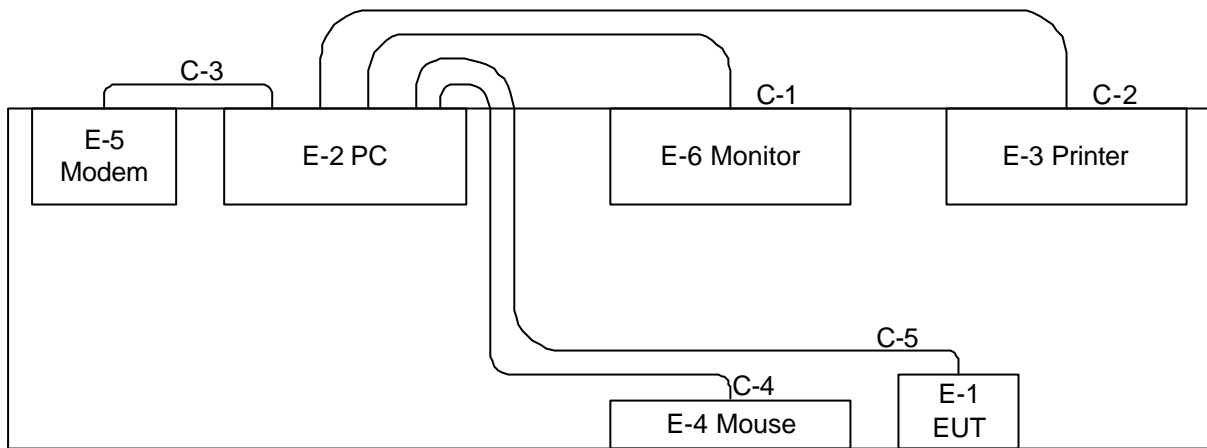 C-3
C-1
C-2
E-5
Modem
E-2 PC
E-6 Monitor
E-3 Printer
C-5
C-4
E-1
EUT
E-4 Mouse